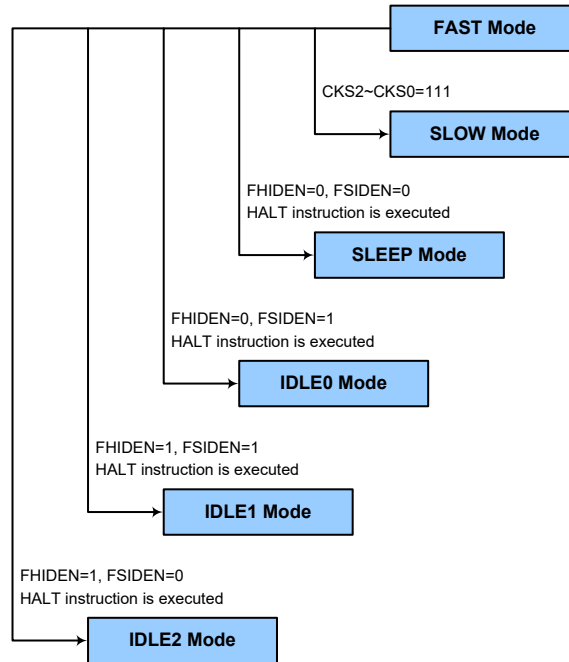 FAST Mode
CKS2~CKS0=111
SLOW Mode
FHIDEN=0, FSIDEN=0
HALT instruction is executed
SLEEP Mode
FHIDEN=0, FSIDEN=1
HALT instruction is executed
IDLE0 Mode
FHIDEN=1, FSIDEN=1
HALT instruction is executed
IDLE1 Mode
FHIDEN=1, FSIDEN=0
HALT instruction is executed
IDLE2 Mode